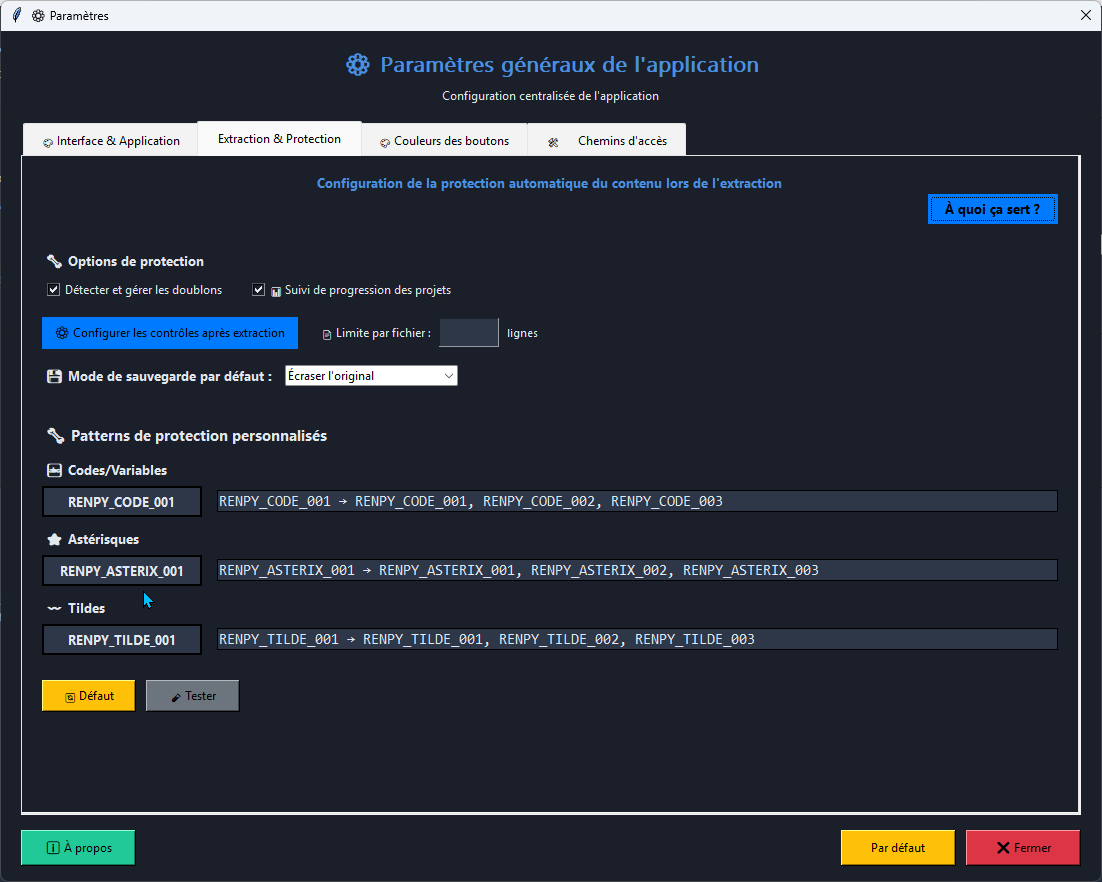 Paramètres
Paramètres généraux de l'application
Configuration centralisée de l'application
Interface & Application Extraction & Protection Couleurs des boutons Chemins d'accès
Configuration de la protection automatique du contenu lors de l'extraction
À quoi ça sert ?
Options de protection
Détecter et gérer les doublons Suivi de progression des projets
Configurer les contrôles après extraction Limite par fichier : lignes
Mode de sauvegarde par défaut : Écraser l'original
Patterns de protection personnalisés
Codes/Variables
RENPY_CODE_001 RENPY_CODE_001 → RENPY_CODE_001, RENPY_CODE_002, RENPY_CODE_003
Astérisques
RENPY_ASTERIX_001 RENPY_ASTERIX_001 → RENPY_ASTERIX_001, RENPY_ASTERIX_002, RENPY_ASTERIX_003
Tildes
RENPY_TILDE_001 RENPY_TILDE_001 → RENPY_TILDE_001, RENPY_TILDE_002, RENPY_TILDE_003
Défaut Tester
À propos Par défaut Fermer